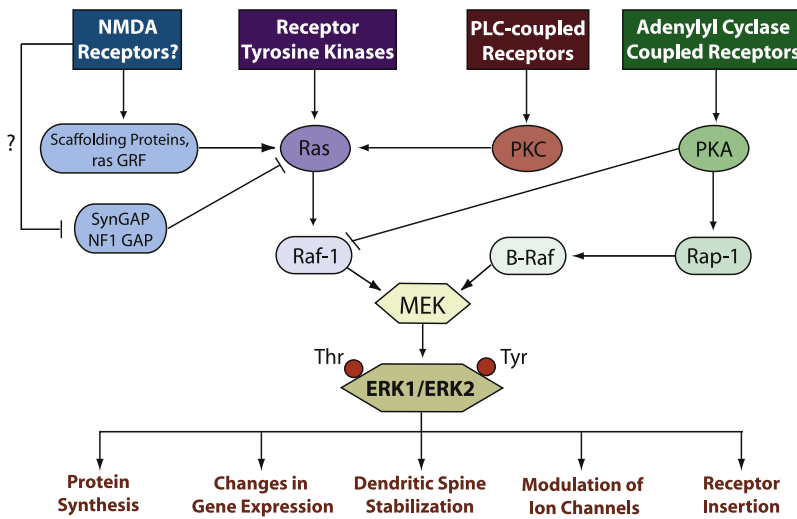 NMDA
Receptors?
Receptor
Tyrosine Kinases
PLC-coupled
Receptors
Adenylyl Cyclase
Coupled Receptors
?
Scaffolding Proteins,
ras GRF
Ras
PKC
PKA
SynGAP
NF1 GAP
Raf-1
B-Raf
Rap-1
MEK
Thr
Tyr
ERK1/ERK2
Protein
Synthesis
Changes in
Gene Expression
Dendritic Spine
Stabilization
Modulation of
Ion Channels
Receptor
Insertion